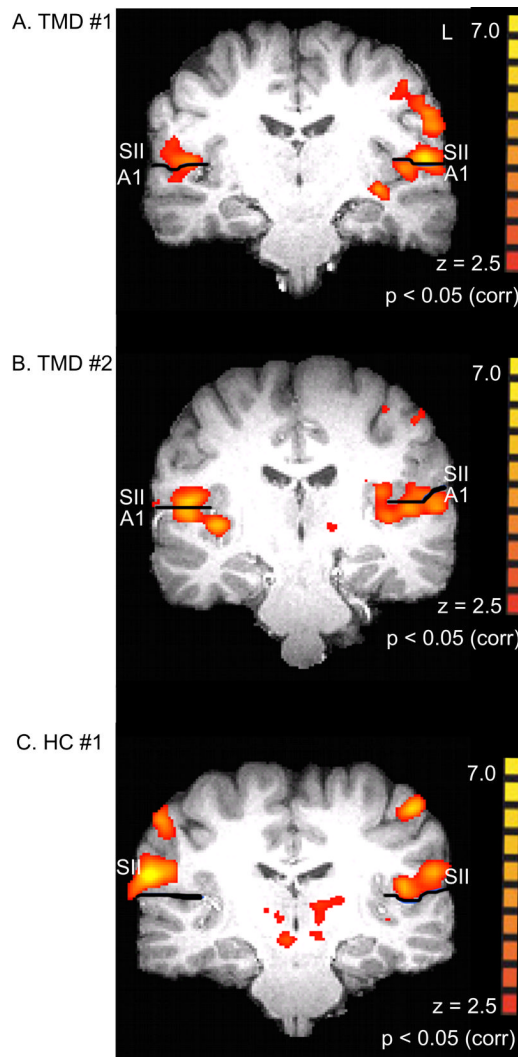 A. TMD #1
L 7.0
SII SII
A1 A1
z = 2.5
p < 0.05 (corr)
B. TMD #2
7.0
SII SII
A1 A1
z = 2.5
p < 0.05 (corr)
C. HC #1
7.0
SII SII
z = 2.5
p < 0.05 (corr)